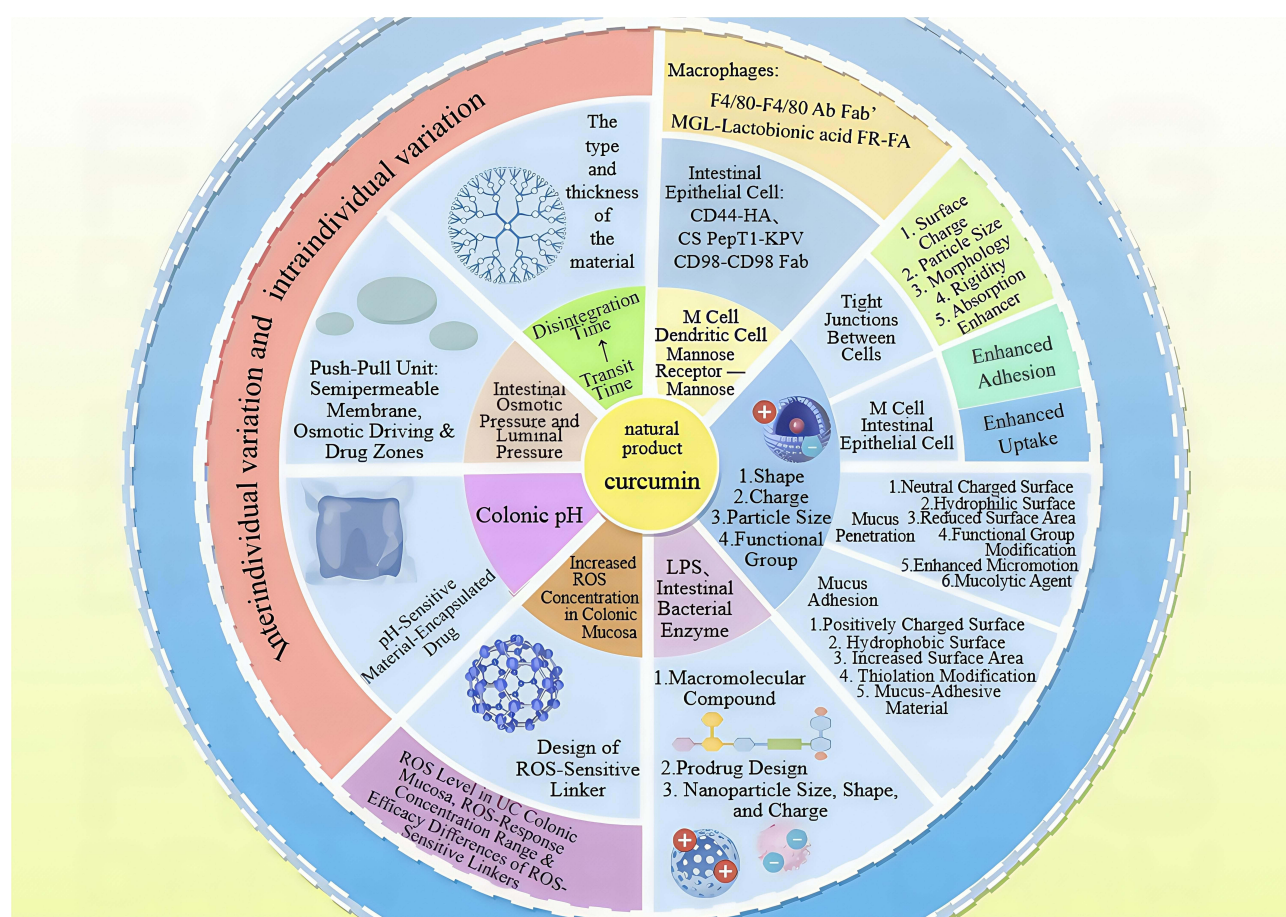 natural
product
curcumin
Macrophages:
F4/80-F4/80 Ab Fab’
MGL-Lactobionic acid FR-FA
Intestinal
Epithelial Cell:
CD44-HA、
CS PepT1-KPV
CD98-CD98 Fab
M Cell
Dendritic Cell
Mannose
Receptor —
Mannose
1. Surface
Charge
2. Particle Size
3. Morphology
4. Rigidity
5. Absorption
Enhancer
Tight
Junctions
Between
Cells
Enhanced
Adhesion
Enhanced
Uptake
M Cell
Intestinal
Epithelial Cell
1.Shape
2.Charge
3.Particle Size
4.Functional
Group
Mucus
Penetration
1.Neutral Charged Surface
2.Hydrophilic Surface
3.Reduced Surface Area
4.Functional Group
Modification
5.Enhanced Micromotion
6.Mucolytic Agent
Mucus
Adhesion
1.Positively Charged Surface
2. Hydrophobic Surface
3. Increased Surface Area
4. Thiolation Modification
5. Mucus-Adhesive
Material
LPS、
Intestinal
Bacterial
Enzyme
1.Macromolecular
Compound
2.Prodrug Design
3. Nanoparticle Size, Shape,
and Charge
Increased
ROS
Concentration
in Colonic
Mucosa
Design of
ROS-Sensitive
Linker
ROS Level in UC Colonic
Mucosa, ROS-Response
Concentration Range &
Efficacy Differences of ROS-
Sensitive Linkers
Colonic pH
pH-Sensitive
Material-Encapsulated
Drug
Intestinal
Osmotic
Pressure and
Luminal
Pressure
Push-Pull Unit:
Semipermeable
Membrane,
Osmotic Driving &
Drug Zones
Disintegration
Time
↑
Transit
Time
The
type
and
thickness
of
the
material
Interindividual variation and intraindividual variation